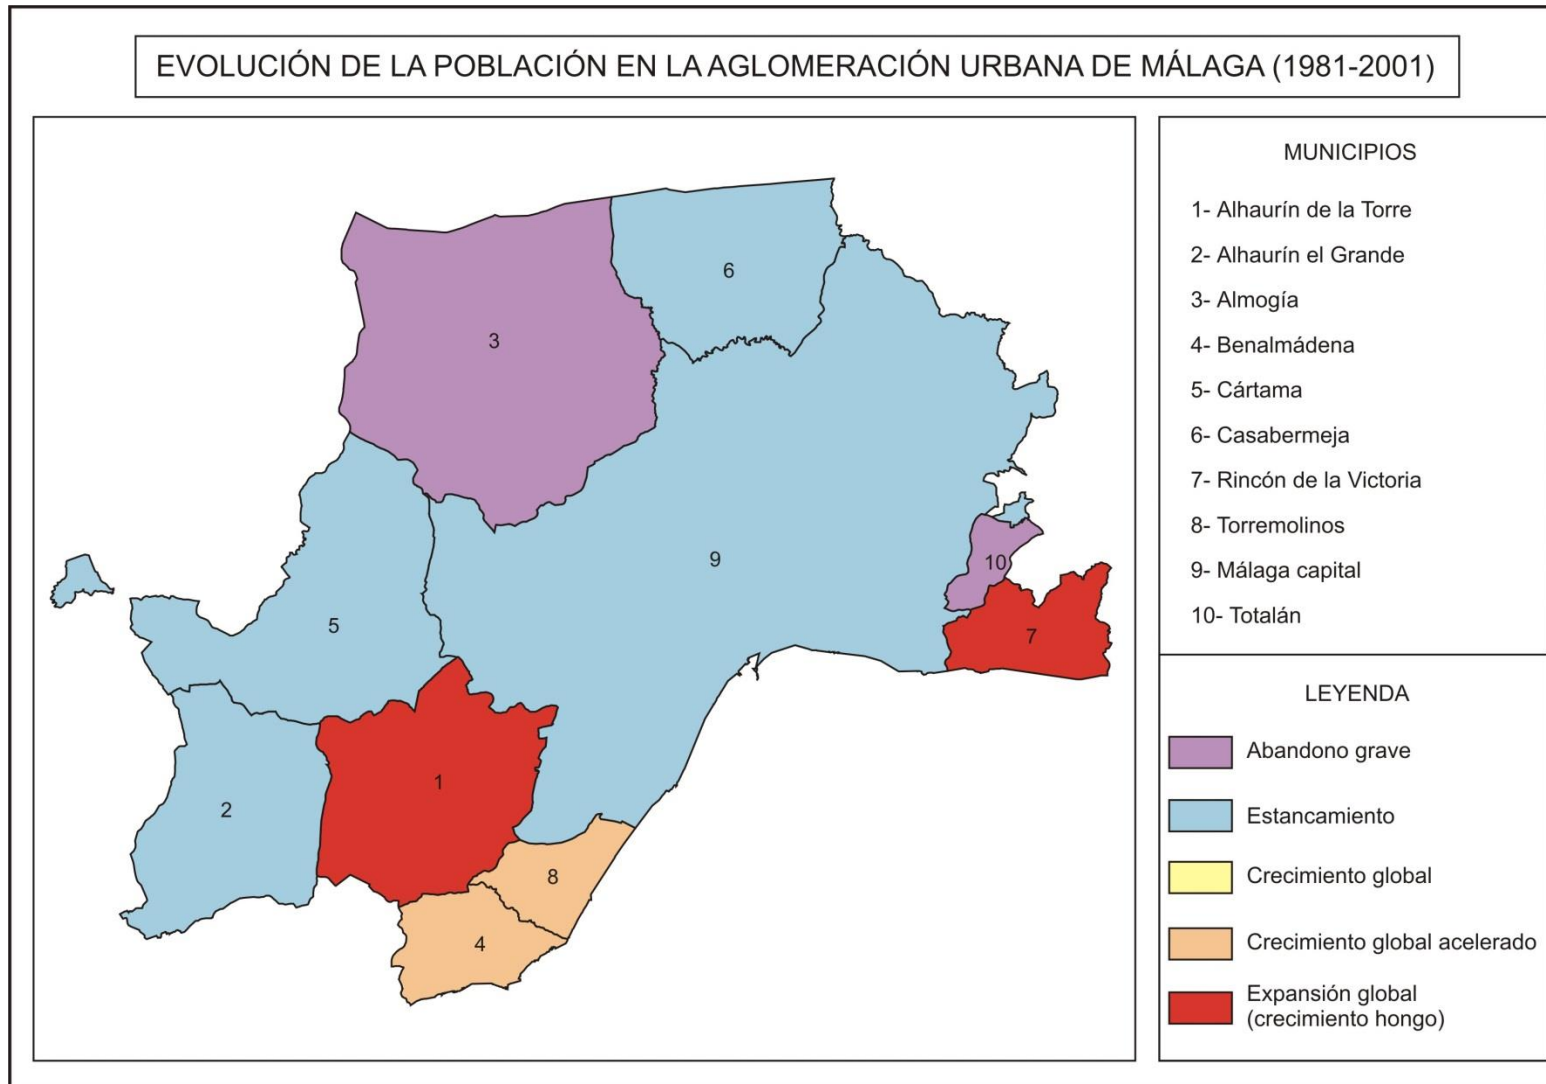 EVOLUCIÓN DE LA POBLACIÓN EN LA AGLOMERACIÓN URBANA DE MÁLAGA (1981-2001)
6
3
9
10
5
7
1
2
8
4
MUNICIPIOS
1- Alhaurín de la Torre
2- Alhaurín el Grande
3- Almogía
4- Benalmádena
5- Cártama
6- Casabermeja
7- Rincón de la Victoria
8- Torremolinos
9- Málaga capital
10- Totalán
LEYENDA
Abandono grave
Estancamiento
Crecimiento global
Crecimiento global acelerado
Expansión global
(crecimiento hongo)